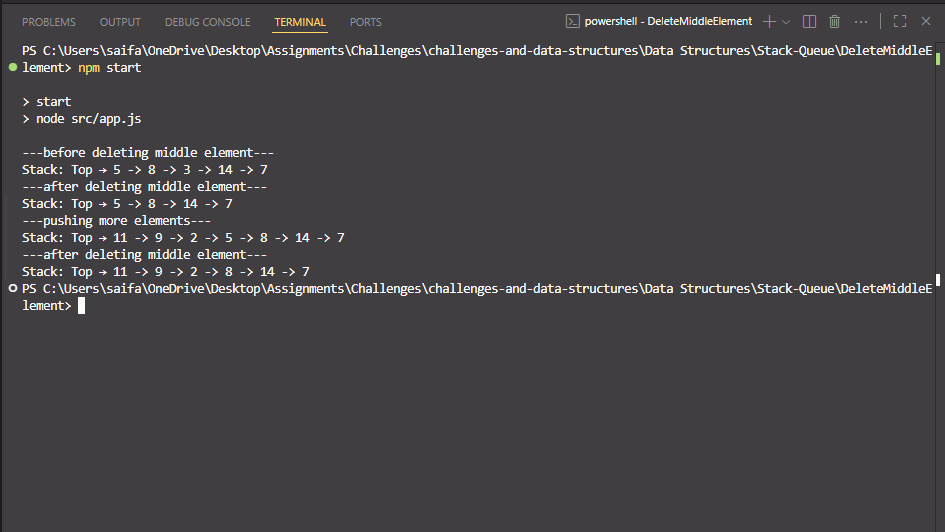 PROBLEMS OUTPUT DEBUG CONSOLE TERMINAL PORTS powershell - DeleteMiddleElement
PS C:\Users\saifa\OneDrive\Desktop\Assignments\Challenges\challenges-and-data-structures\Data Structures\Stack-Queue\DeleteMiddleE
lement> npm start
> start
> node src/app.js
---before deleting middle element---
Stack: Top → 5 -> 8 -> 3 -> 14 -> 7
---after deleting middle element---
Stack: Top → 5 -> 8 -> 14 -> 7
---pushing more elements---
Stack: Top → 11 -> 9 -> 2 -> 5 -> 8 -> 14 -> 7
---after deleting middle element---
Stack: Top → 11 -> 9 -> 2 -> 8 -> 14 -> 7
PS C:\Users\saifa\OneDrive\Desktop\Assignments\Challenges\challenges-and-data-structures\Data Structures\Stack-Queue\DeleteMiddleE
lement>